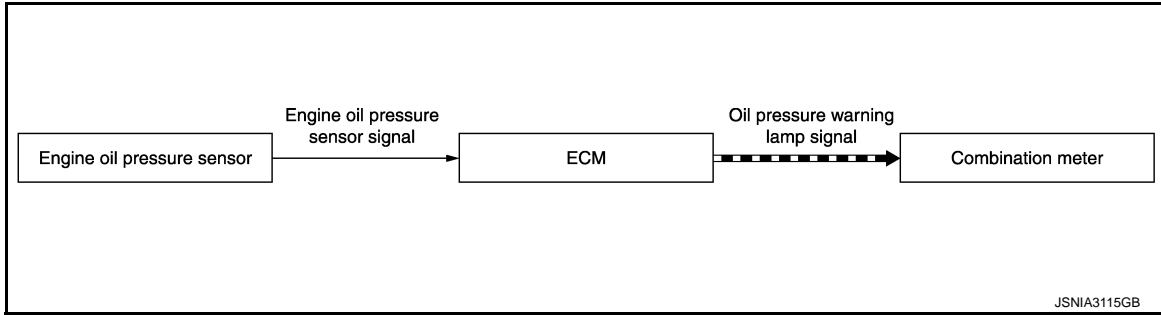 Engine oil pressure
sensor signal
Oil pressure warning
lamp signal
Engine oil pressure sensor
ECM
Combination meter
JSNIA3115GB